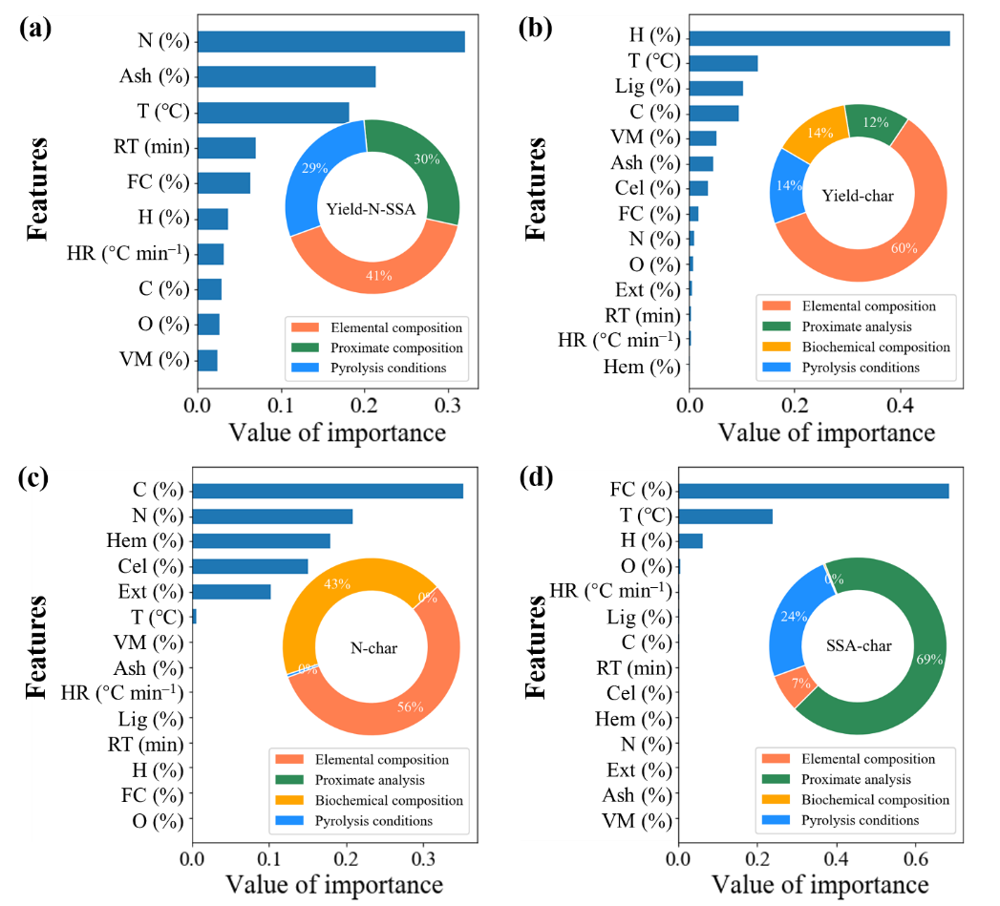 (a)
N (%)
Ash (%)
T (℃)
RT (min)
FC (%)
H (%)
HR (°C min⁻¹)
C (%)
O (%)
VM (%)
Features
30%
29%
Yield-N-SSA
41%
Elemental composition
Proximate composition
Pyrolysis conditions
0.0 0.1 0.2 0.3
Value of importance
(b)
H (%)
T (℃)
Lig (%)
C (%)
VM (%)
Ash (%)
Cel (%)
FC (%)
N (%)
O (%)
Ext (%)
RT (min)
HR (°C min⁻¹)
Hem (%)
Features
12%
14%
14%
Yield-char
60%
Elemental composition
Proximate analysis
Biochemical composition
Pyrolysis conditions
0.0 0.2 0.4
Value of importance
(c)
C (%)
N (%)
Hem (%)
Cel (%)
Ext (%)
T (℃)
VM (%)
Ash (%)
HR (°C min⁻¹)
Lig (%)
RT (min)
H (%)
FC (%)
O (%)
Features
43%
0%
N-char
0%
56%
Elemental composition
Proximate analysis
Biochemical composition
Pyrolysis conditions
0.0 0.1 0.2 0.3
Value of importance
(d)
FC (%)
T (℃)
H (%)
O (%)
HR (°C min⁻¹)
Lig (%)
C (%)
RT (min)
Cel (%)
Hem (%)
N (%)
Ext (%)
Ash (%)
VM (%)
Features
0%
24%
SSA-char
69%
7%
Elemental composition
Proximate analysis
Biochemical composition
Pyrolysis conditions
0.0 0.2 0.4 0.6
Value of importance